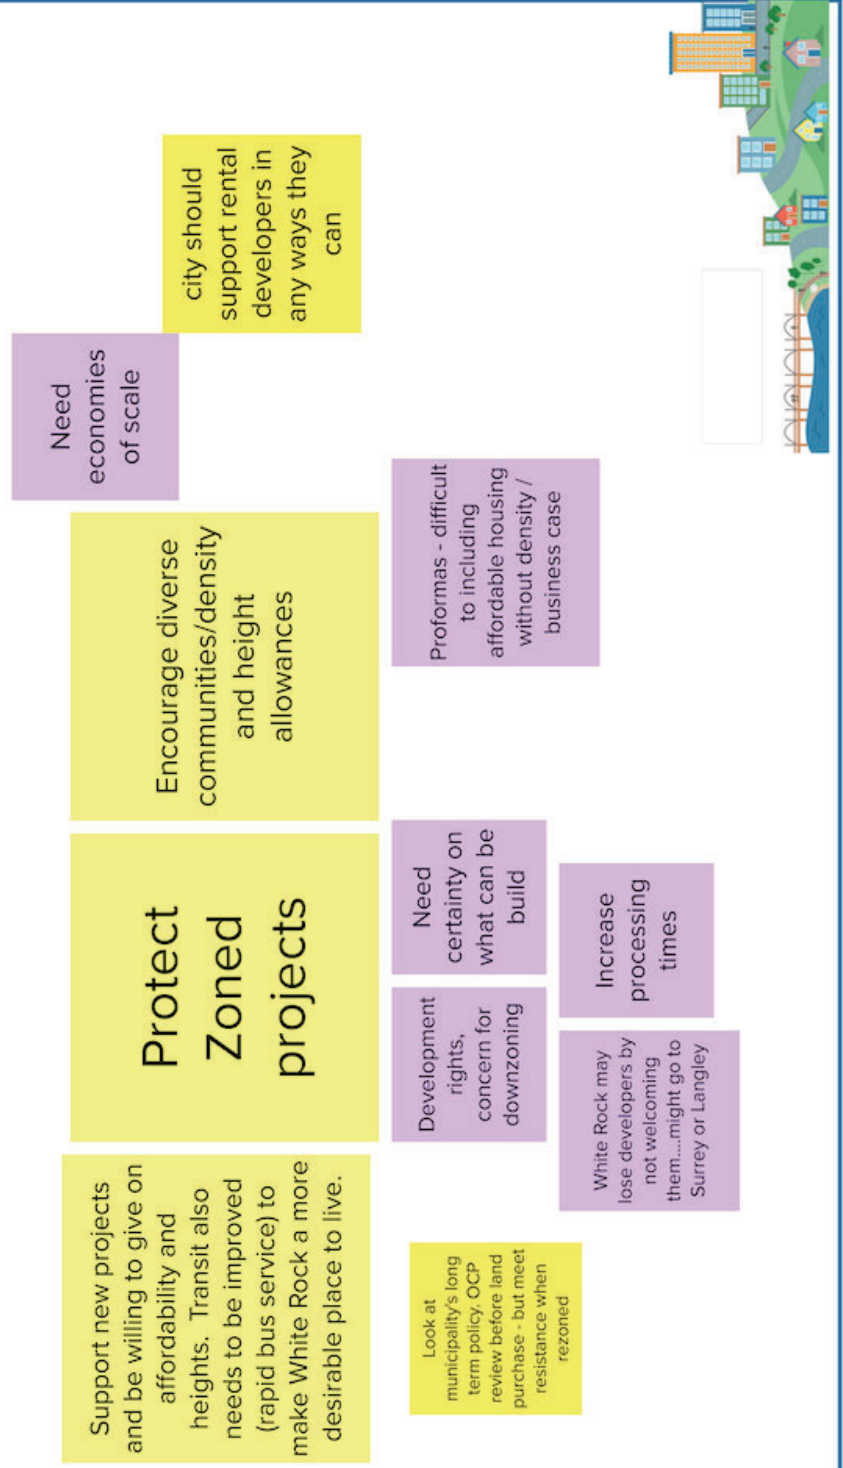 Support new projects
and be willing to give on
affordability and
heights. Transit also
needs to be improved
(rapid bus service) to
make White Rock a more
desirable place to live.
Protect
Zoned
projects
Encourage diverse
communities/density
and height
allowances
Need
economies
of scale
city should
support rental
developers in
any ways they
can
Look at
municipality's long
term policy. OCP
review before land
purchase - but meet
resistance when
rezoned
Development
rights,
concern for
downzoning
Need
certainty on
what can be
build
Proformas - difficult
to including
affordable housing
without density /
business case
White Rock may
lose developers by
not welcoming
them....might go to
Surrey or Langley
Increase
processing
times